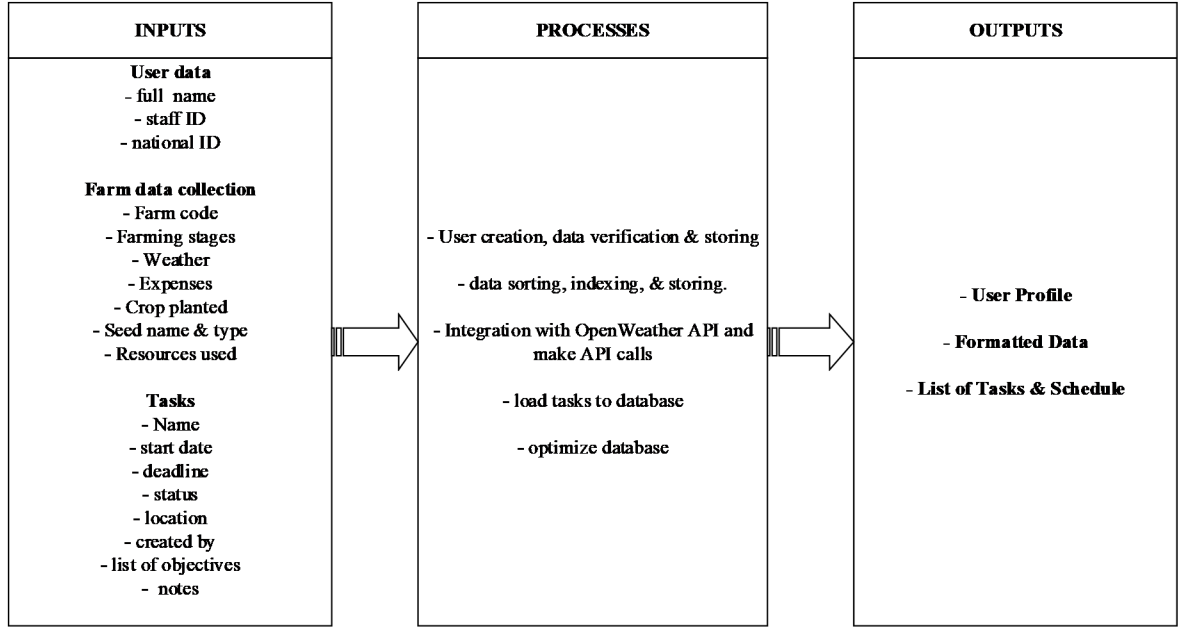 INPUTS
User data
- full name
- staff ID
- national ID
Farm data collection
- Farm code
- Farming stages
- Weather
- Expenses
- Crop planted
- Seed name & type
- Resources used
Tasks
- Name
- start date
- deadline
- status
- location
- created by
- list of objectives
- notes
PROCESSES
- User creation, data verification & storing
- data sorting, indexing, & storing.
- Integration with OpenWeather API and
make API calls
- load tasks to database
- optimize database
OUTPUTS
- User Profile
- Formatted Data
- List of Tasks & Schedule